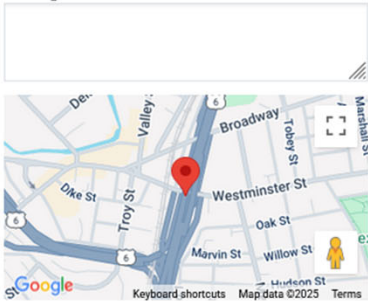 Valley
6
Broadway
Tobey St
Marshall S
Dike St
Troy St
Westminster St
6
Oak St
6
Marvin St
Willow St
Hudson St
Google
Keyboard shortcuts
Map data ©2025
Terms